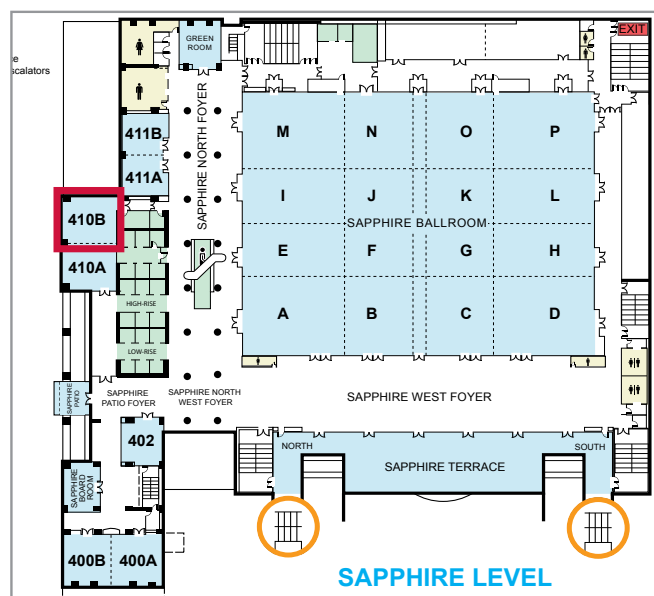 EXIT
GREEN
ROOM
e
scalators
SAPPHIRE NORTH FOYER
M
N
O
P
411B
411A
I
J
K
L
410B
SAPPHIRE BALLROOM
E
F
G
H
410A
HIGH-RISE
A
B
C
D
LOW-RISE
SAPPHIRE
PATIO
SAPPHIRE
PATIO FOYER
SAPPHIRE NORTH
WEST FOYER
SAPPHIRE WEST FOYER
402
NORTH
SOUTH
SAPPHIRE TERRACE
SAPPHIRE
BOARD
ROOM
400B
400A
SAPPHIRE LEVEL